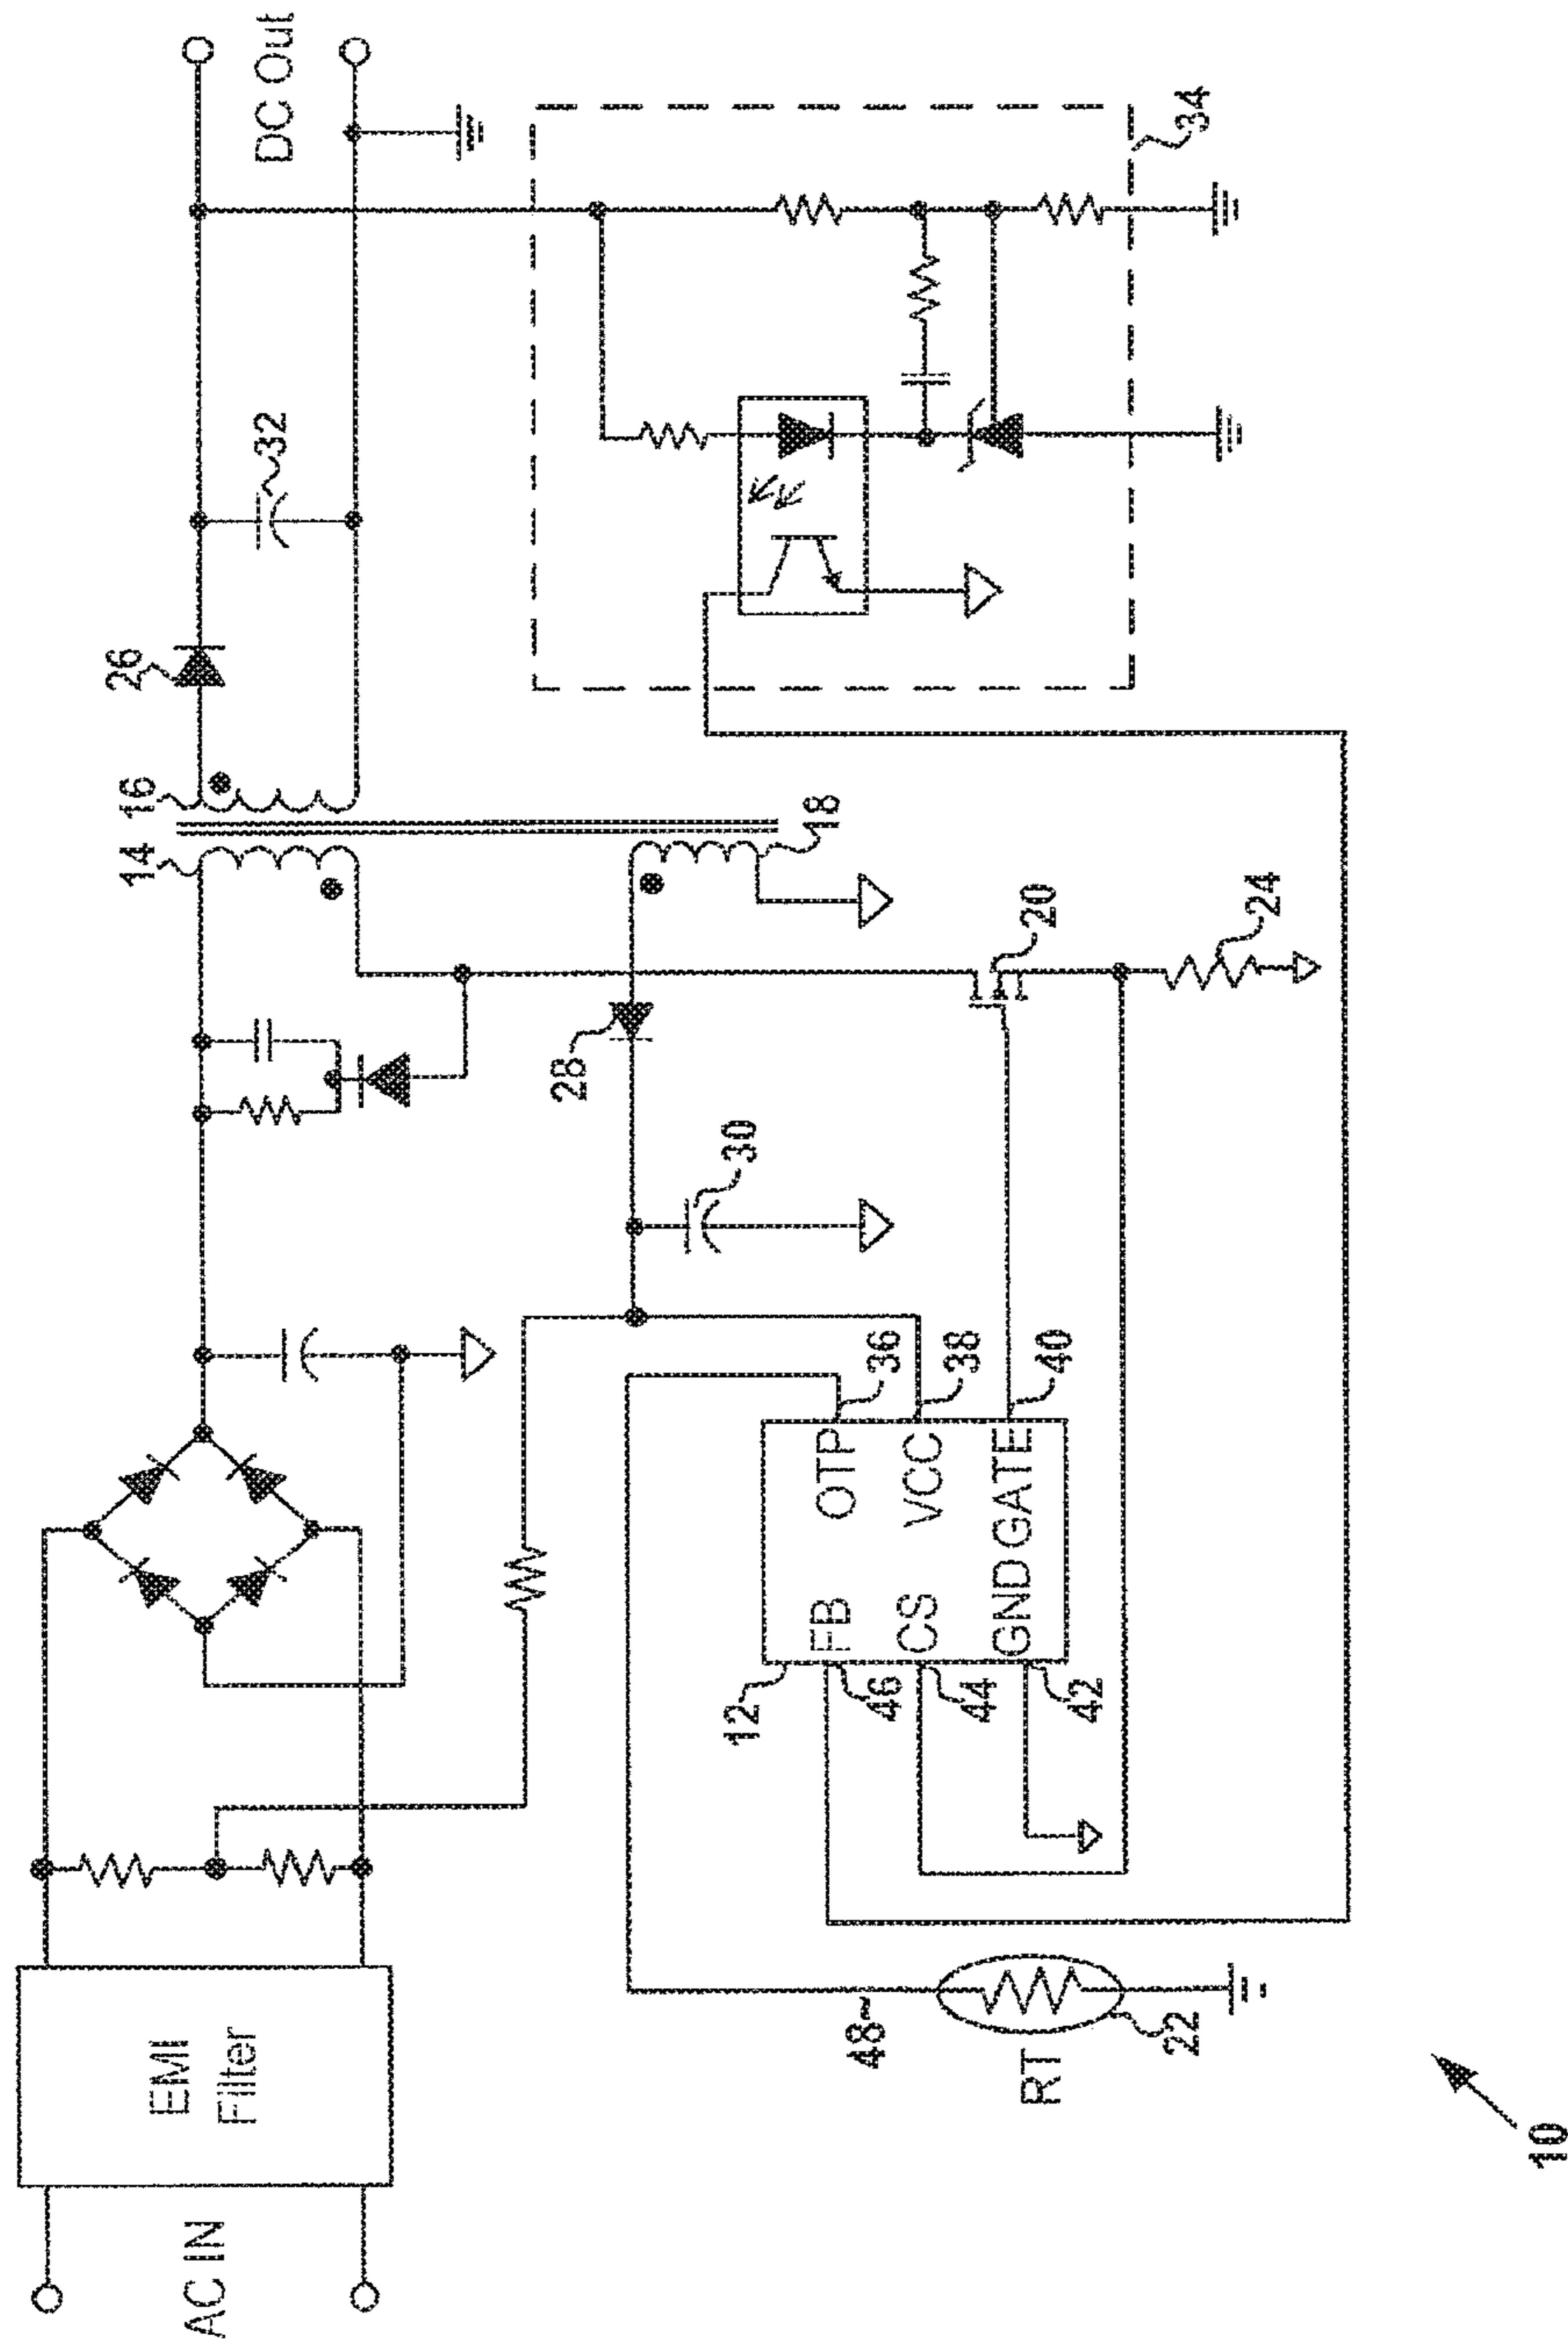 AC IN
EMI
Filter
14
16
26
32
DC Out
28
30
18
20
24
34
12
FB
OTP
CS
VCC
GND GATE
46
44
42
36
38
40
48
RT
22
10